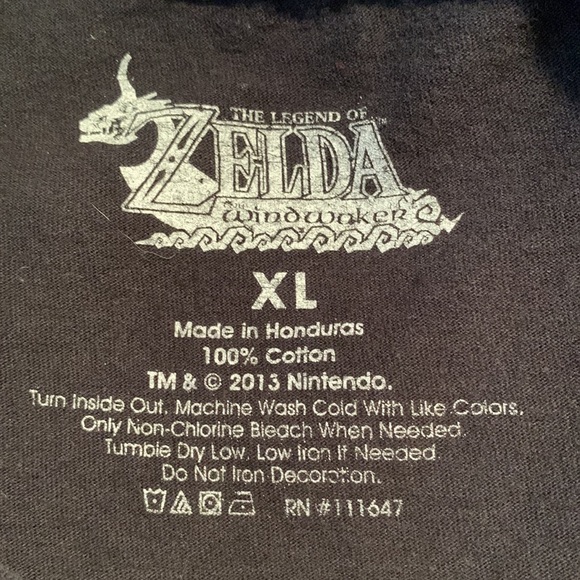 THE LEGEND OF
ZELDA
The
WindWaker
XL
Made in Honduras
100% Cotton
TM & © 2013 Nintendo.
Turn Inside Out. Machine Wash Cold With Like Colors.
Only Non-Chlorine Bleach When Needed.
Tumble Dry Low. Low Iron If Needed.
Do Not Iron Decoration.
RN #111647